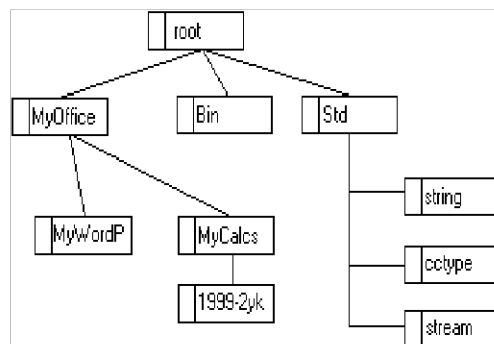 root
MyOffice
Bin
Std
string
MyWordP
MyCalcs
cctype
1999-2yk
stream